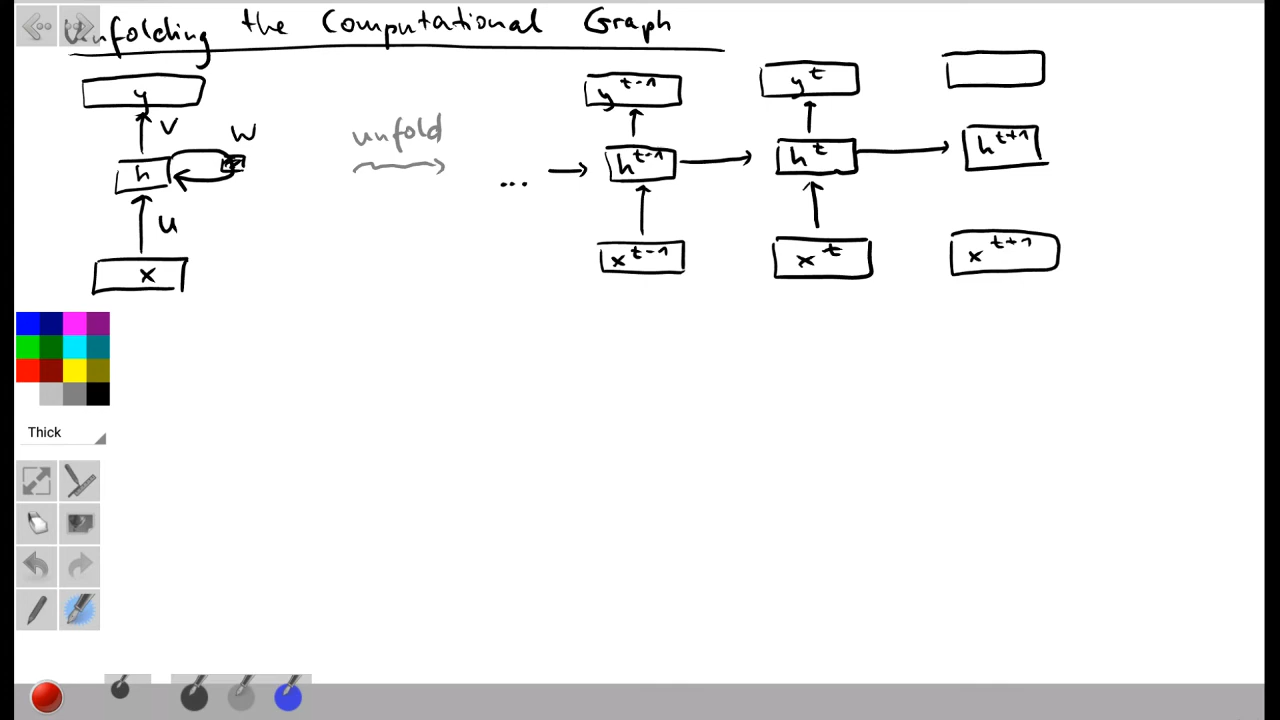 Unfolding the Computational Graph
y
y^{t-1}
y^t
V
W
unfold
h
...
h^{t-1}
h^t
h^{t+1}
U
x
x^{t-1}
x^t
x^{t+1}
Thick